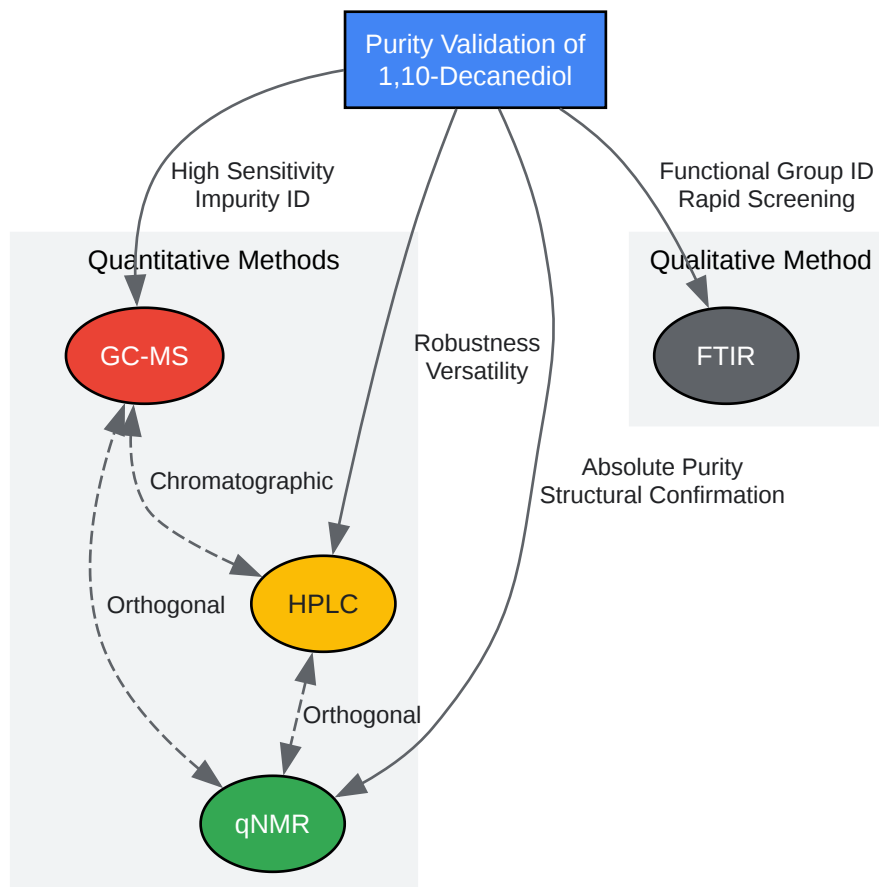 Purity Validation of
1,10-Decanediol
High Sensitivity
Impurity ID
Functional Group ID
Rapid Screening
Quantitative Methods
Qualitative Method
GC-MS
FTIR
Robustness
Versatility
Chromatographic
Absolute Purity
Structural Confirmation
Orthogonal
HPLC
Orthogonal
qNMR